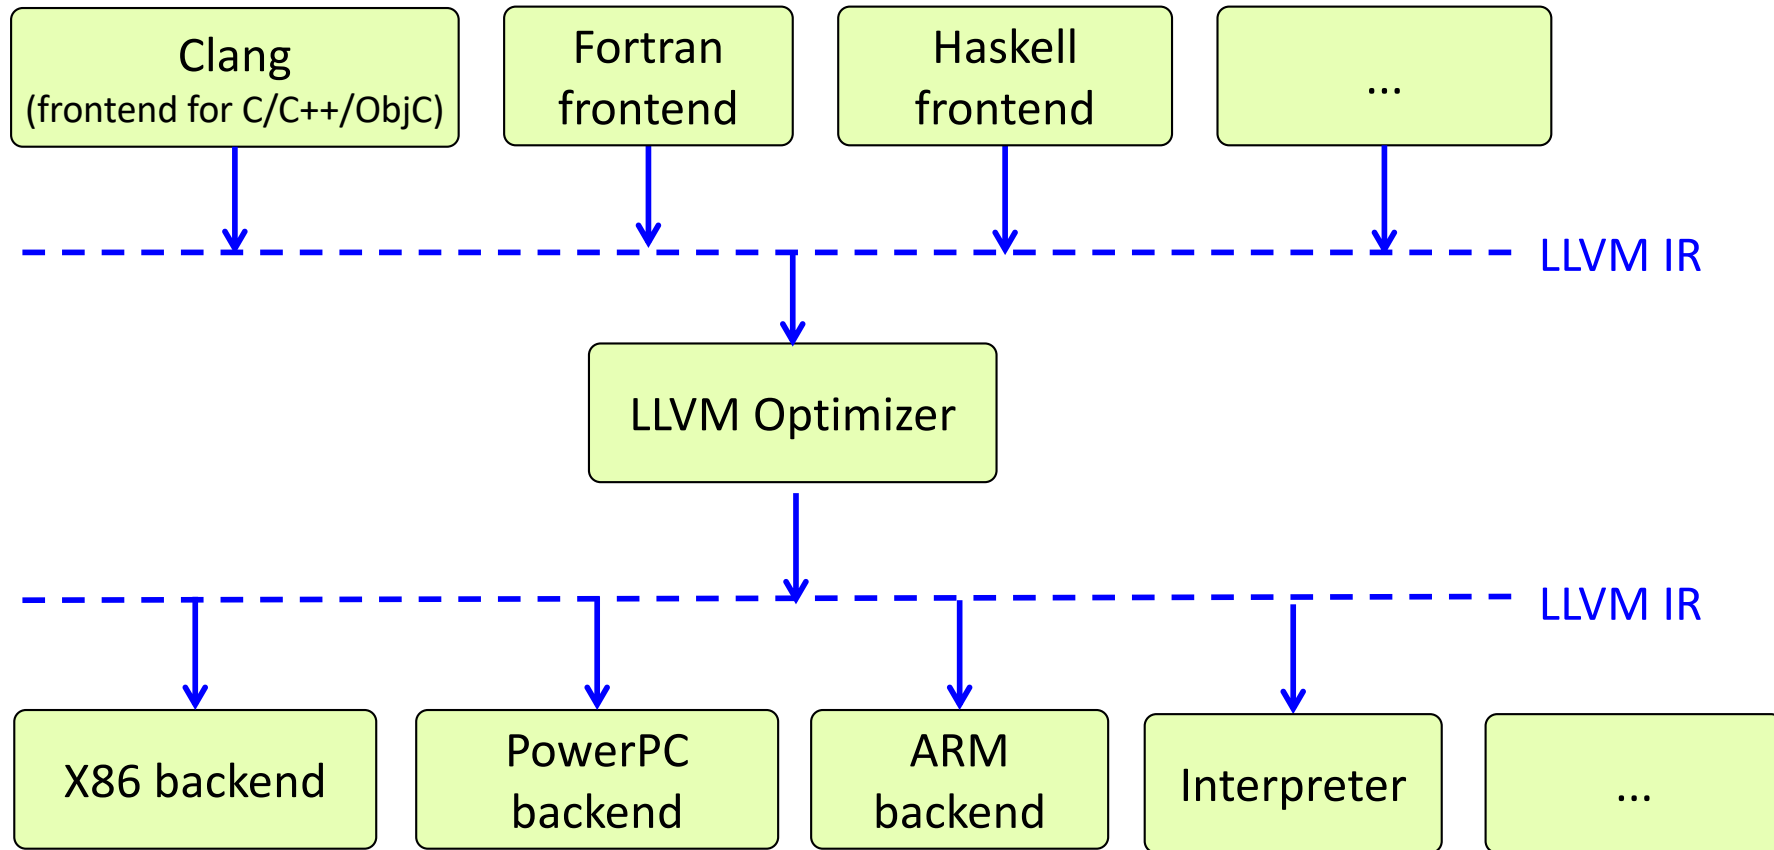 Clang
(frontend for C/C++/ObjC)
Fortran
frontend
Haskell
frontend
...
LLVM IR
LLVM Optimizer
LLVM IR
X86 backend
PowerPC
backend
ARM
backend
Interpreter
...